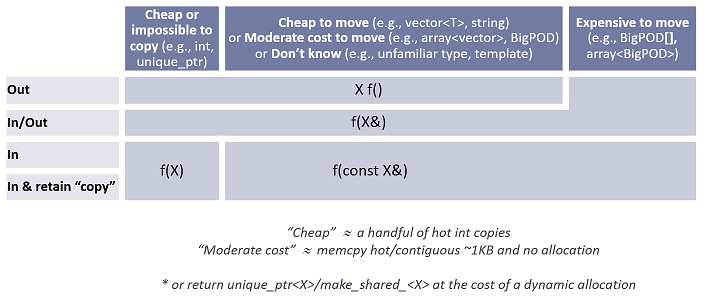 Cheap or
impossible to
copy (e.g., int,
unique_ptr)
Cheap to move (e.g., vector<T>, string)
or Moderate cost to move (e.g., array<vector>, BigPOD)
or Don't know (e.g., unfamiliar type, template)
Expensive to move
(e.g., BigPOD[],
array<BigPOD>)
Out
X f()
In/Out
f(X&)
In
In & retain “copy”
f(X)
f(const X&)
“Cheap” ≈ a handful of hot int copies
“Moderate cost” ≈ memcpy hot/contiguous ~1KB and no allocation
* or return unique_ptr<X>/make_shared_<X> at the cost of a dynamic allocation